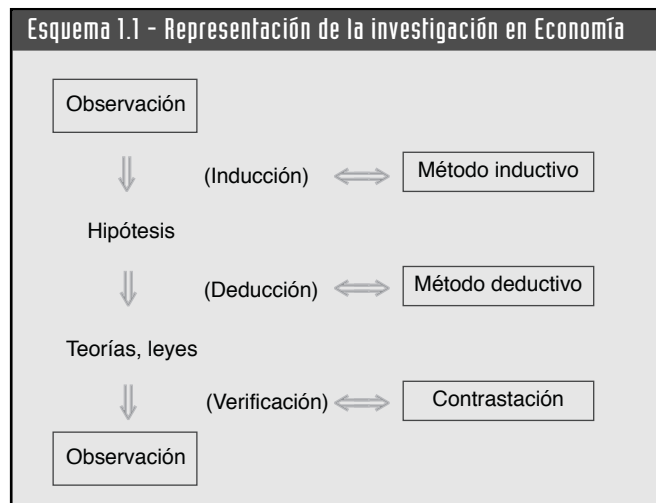 Esquema 1.1 - Representación de la investigación en Economía
Observación
(Inducción) Método inductivo
Hipótesis
(Deducción) Método deductivo
Teorías, leyes
(Verificación) Contrastación
Observación